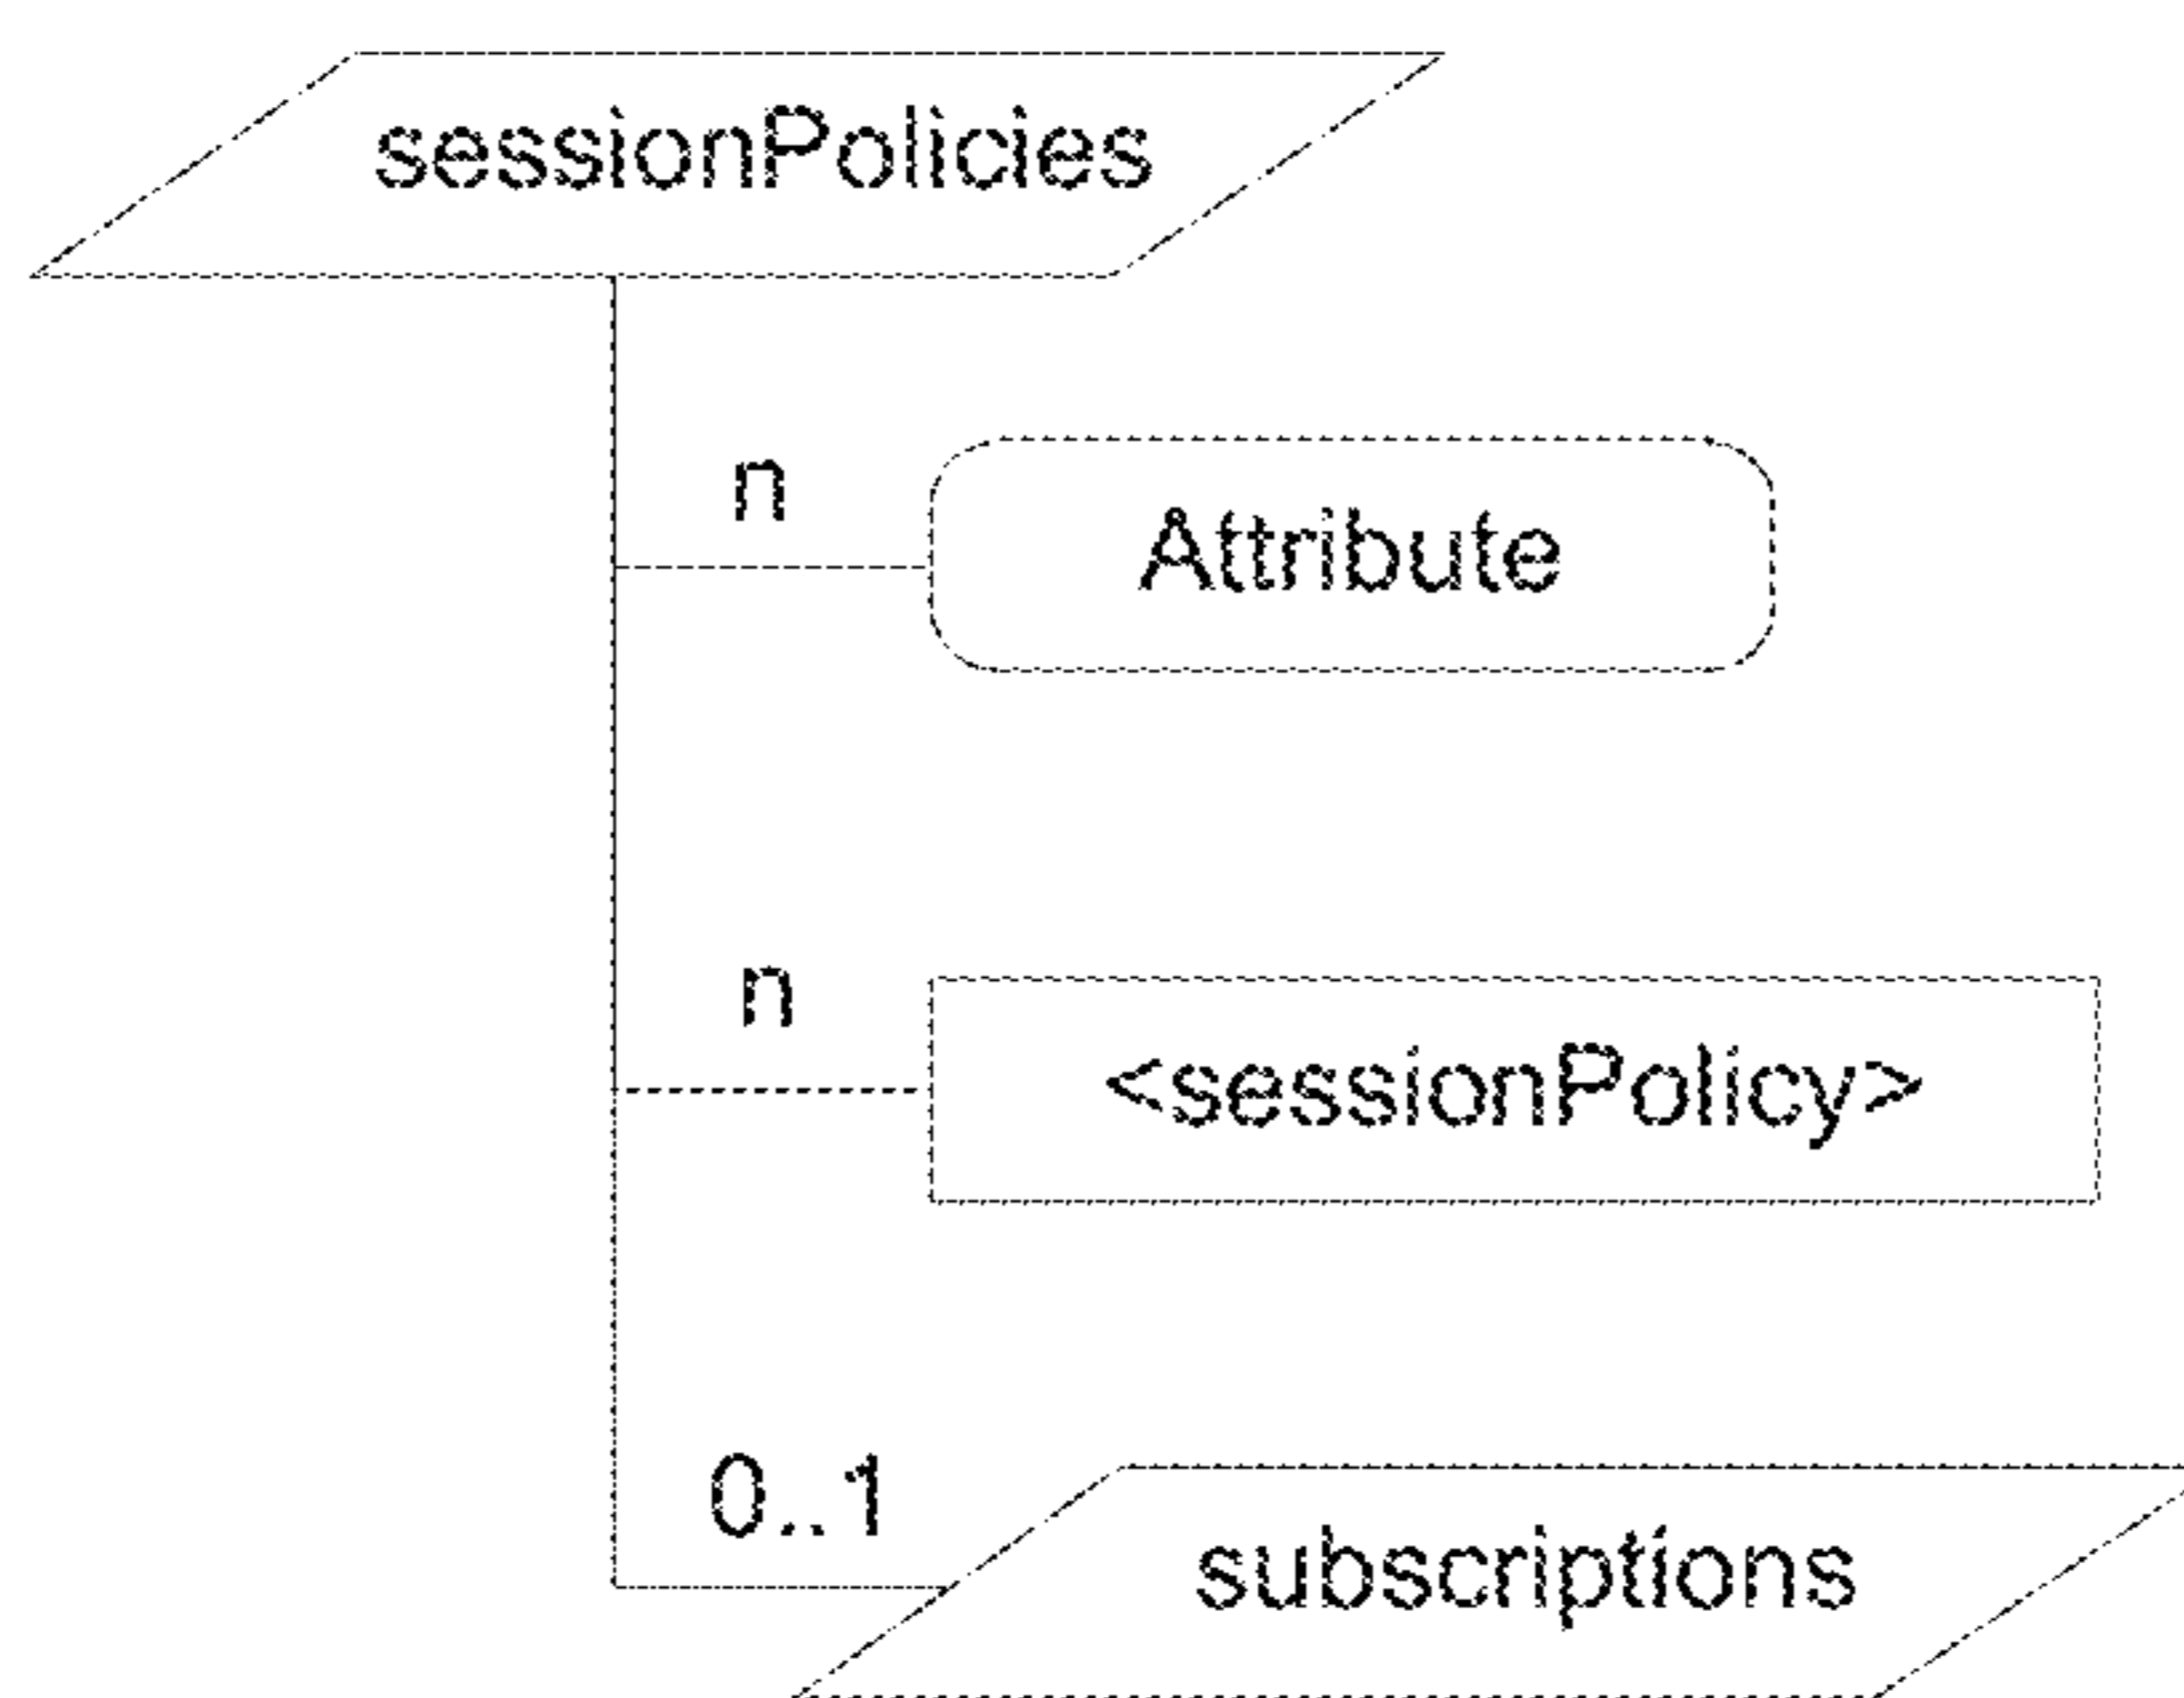 sessionPolicies
n
Attribute
n
<sessionPolicy>
0..1
subscriptions